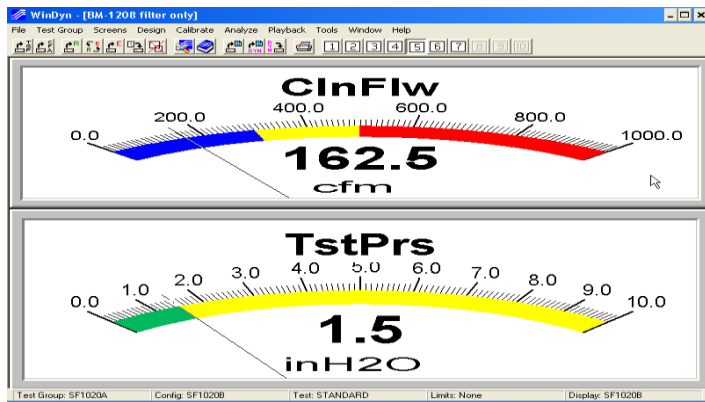 WinDyn - [BM-1208 filter only]
File Test Group Screens Design Calibrate Analyze Playback Tools Window Help
1 2 3 4 5 6 7 8 9 10
ClnFlw
0.0 200.0 400.0 600.0 800.0 1000.0
162.5
cfm
TstPrs
0.0 1.0 2.0 3.0 4.0 5.0 6.0 7.0 8.0 9.0 10.0
1.5
inH2O
Test Group: SF1020A Config: SF1020B Test: STANDARD Limits: None Display: SF1020B